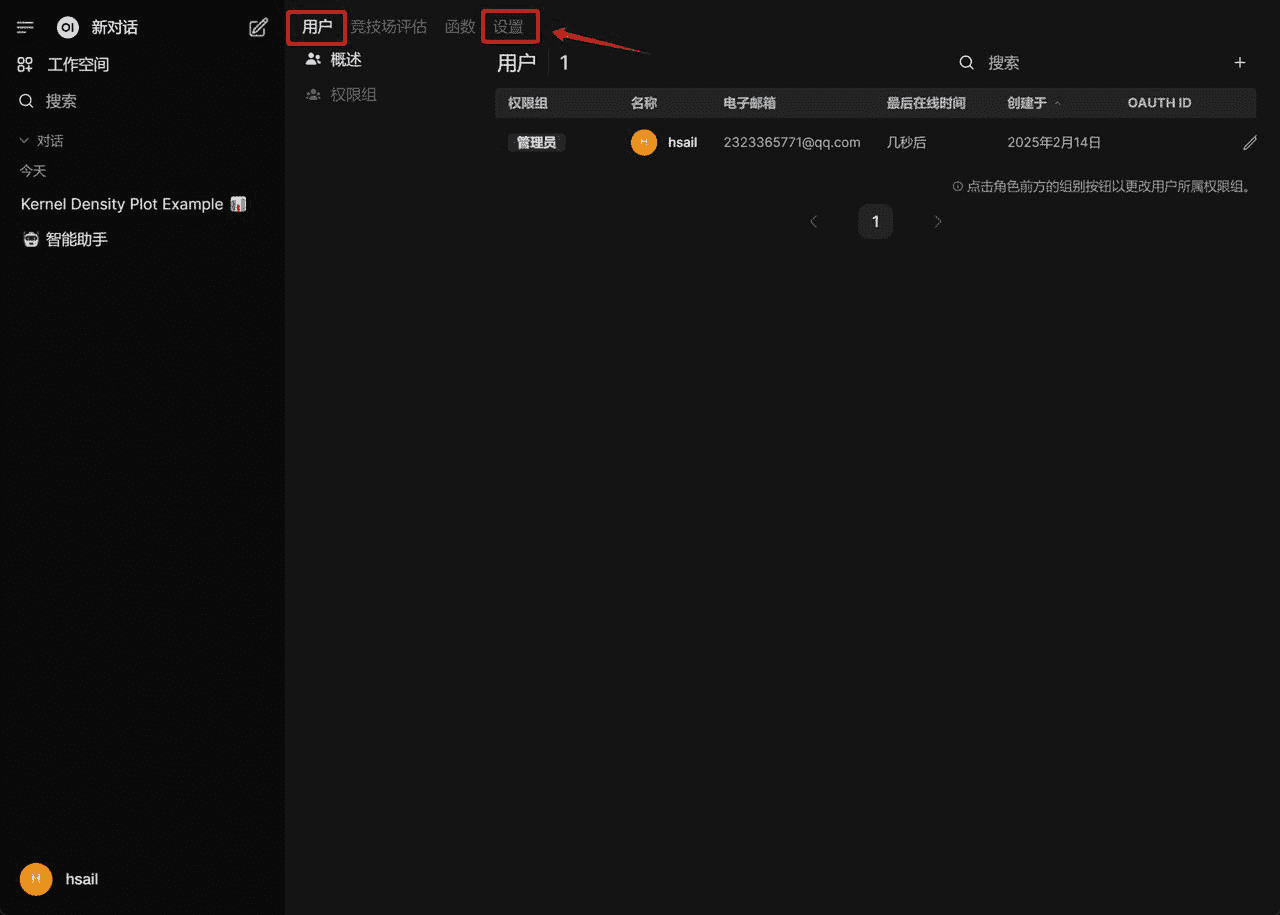 OI 新对话
工作空间
搜索
对话
今天
Kernel Density Plot Example
智能助手
H hsail
用户 竞技场评估 函数 设置
概述
权限组
用户 1 搜索 +
权限组 名称 电子邮箱 最后在线时间 创建于 OAUTH ID
管理员 H hsail 2323365771@qq.com 几秒后 2025年2月14日
点击角色前方的组别按钮以更改用户所属权限组。
1